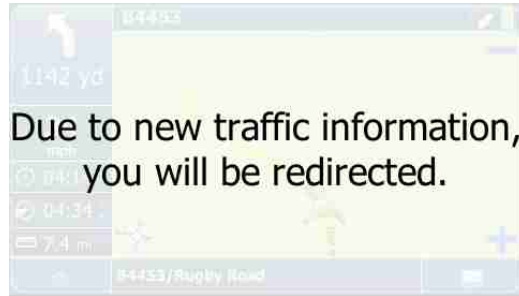 B4453
1142 yd
Due to new traffic information,
mph
you will be redirected.
04:34
7.4 m
B4453/Rugby Road